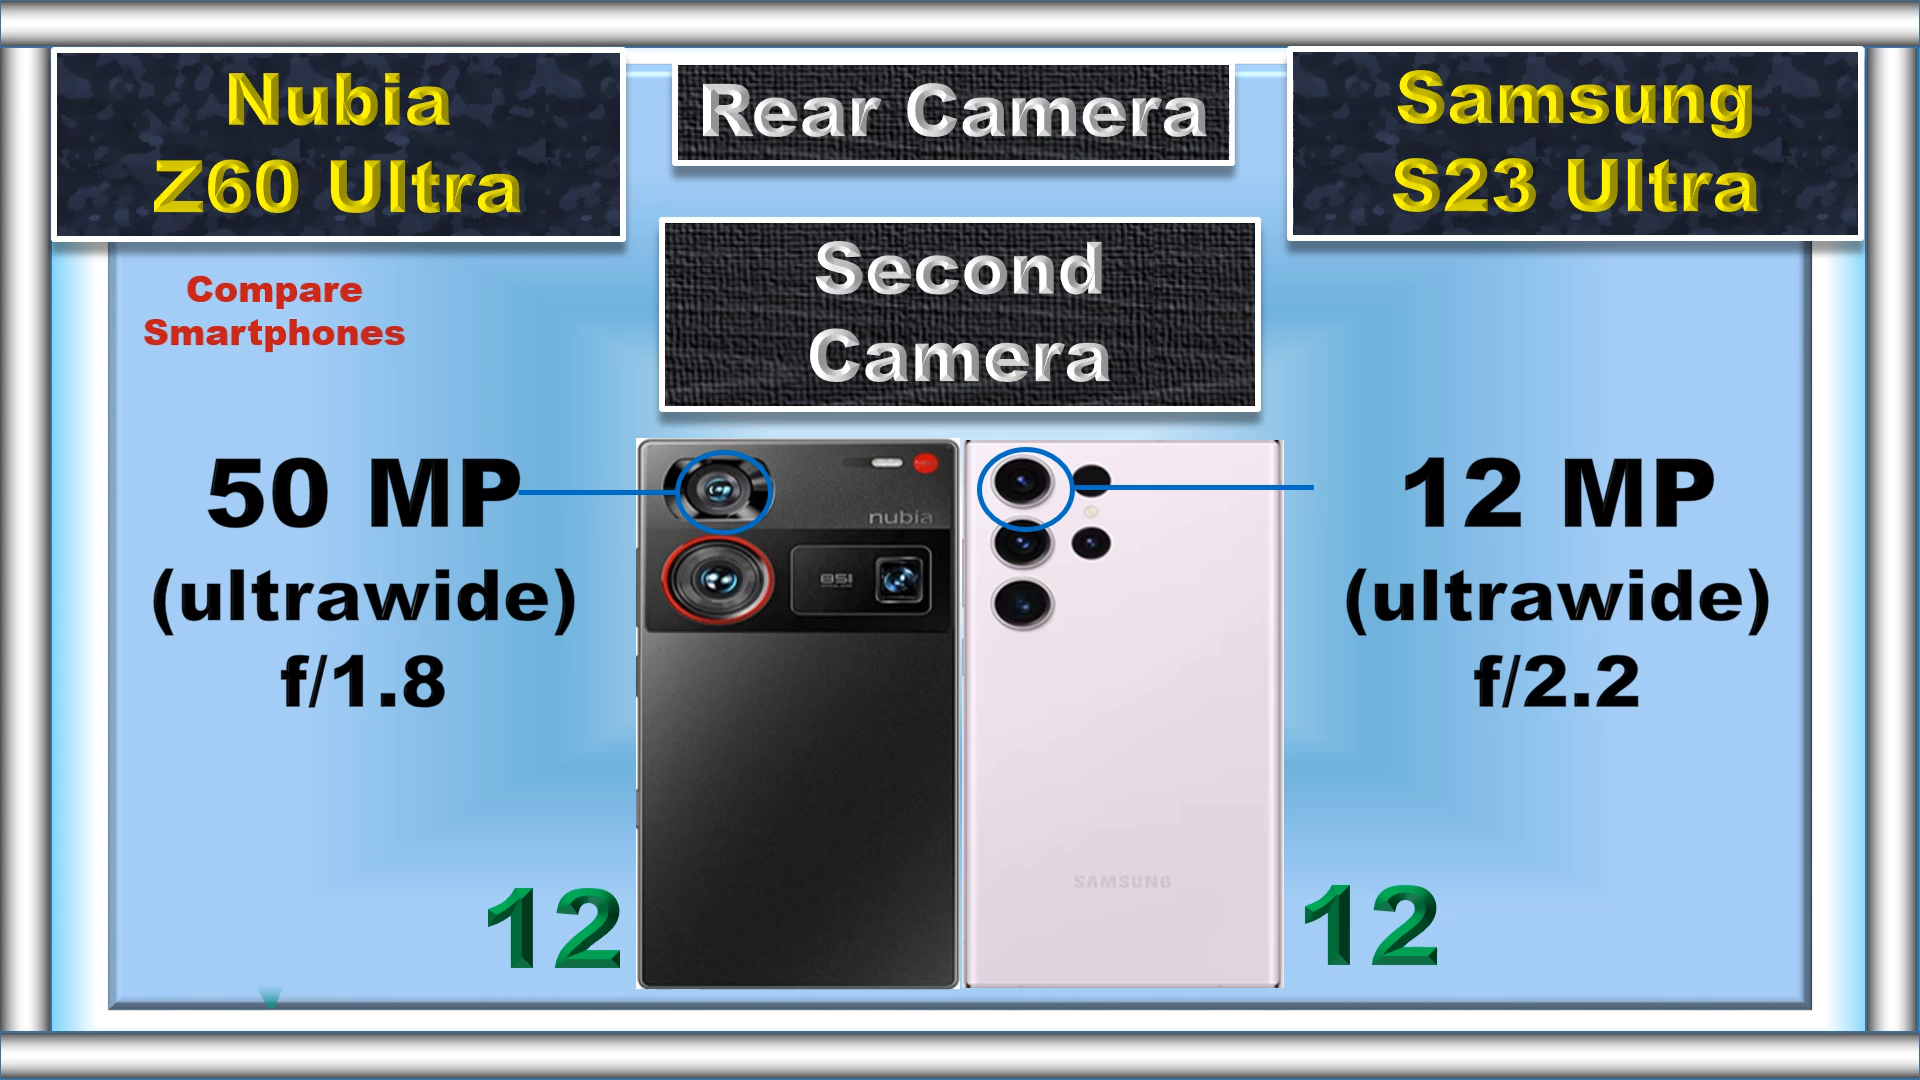 Nubia
Z60 Ultra
Rear Camera
Samsung
S23 Ultra
Second
Camera
Compare
Smartphones
50 MP
(ultrawide)
f/1.8
nubia
12 MP
(ultrawide)
f/2.2
SAMSUNG
12
12